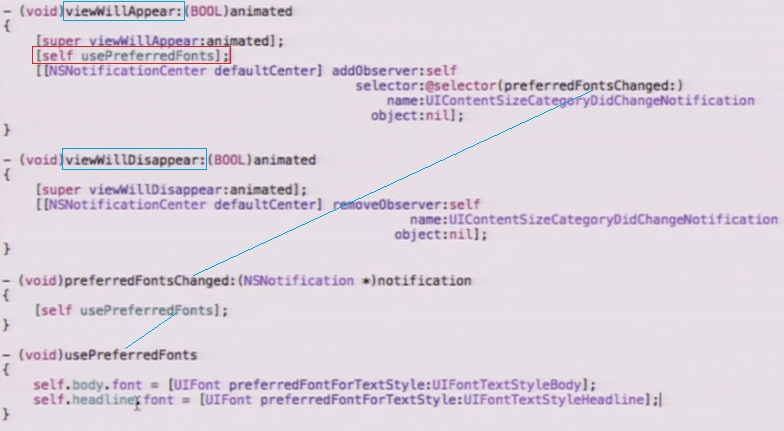 - (void)viewWillAppear:(BOOL)animated
{
[super viewWillAppear:animated];
[self usePreferredFonts];
[[NSNotificationCenter defaultCenter] addObserver:self
selector:@selector(preferredFontsChanged:)
name:UIContentSizeCategoryDidChangeNotification
object:nil];
}
- (void)viewWillDisappear:(BOOL)animated
{
[super viewWillDisappear:animated];
[[NSNotificationCenter defaultCenter] removeObserver:self
name:UIContentSizeCategoryDidChangeNotification
object:nil];
}
- (void)preferredFontsChanged:(NSNotification *)notification
{
[self usePreferredFonts];
}
- (void)usePreferredFonts
{
self.body.font = [UIFont preferredFontForTextStyle:UIFontTextStyleBody];
self.headline.font = [UIFont preferredFontForTextStyle:UIFontTextStyleHeadline];
}